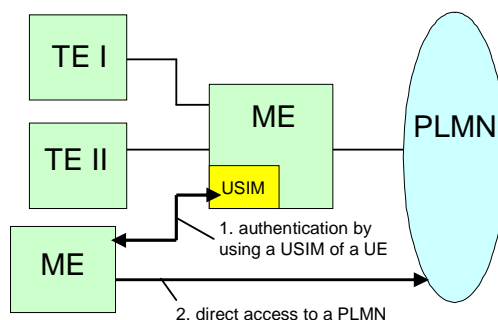 TE I
ME
PLMN
TE II
USIM
1. authentication by
using a USIM of a UE
ME
2. direct access to a PLMN